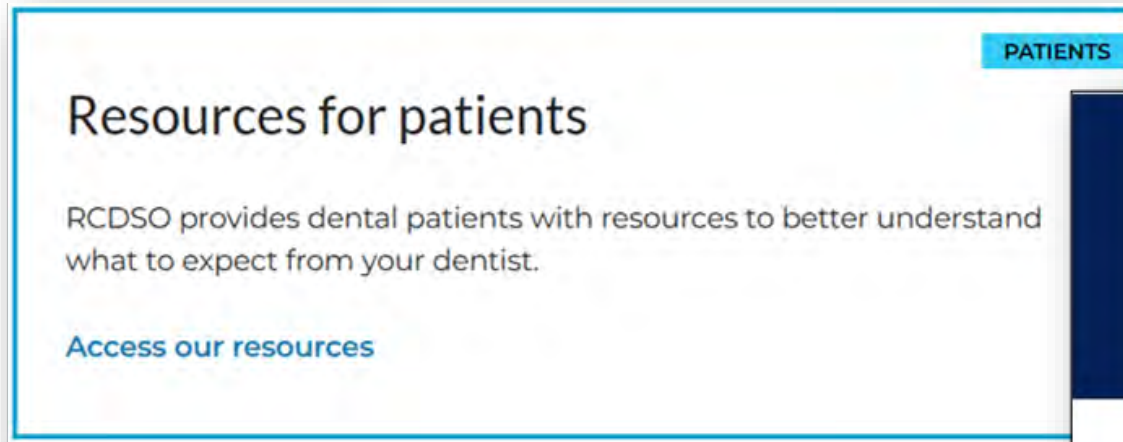 PATIENTS
Resources for patients
RCDSO provides dental patients with resources to better understand
what to expect from your dentist.
Access our resources